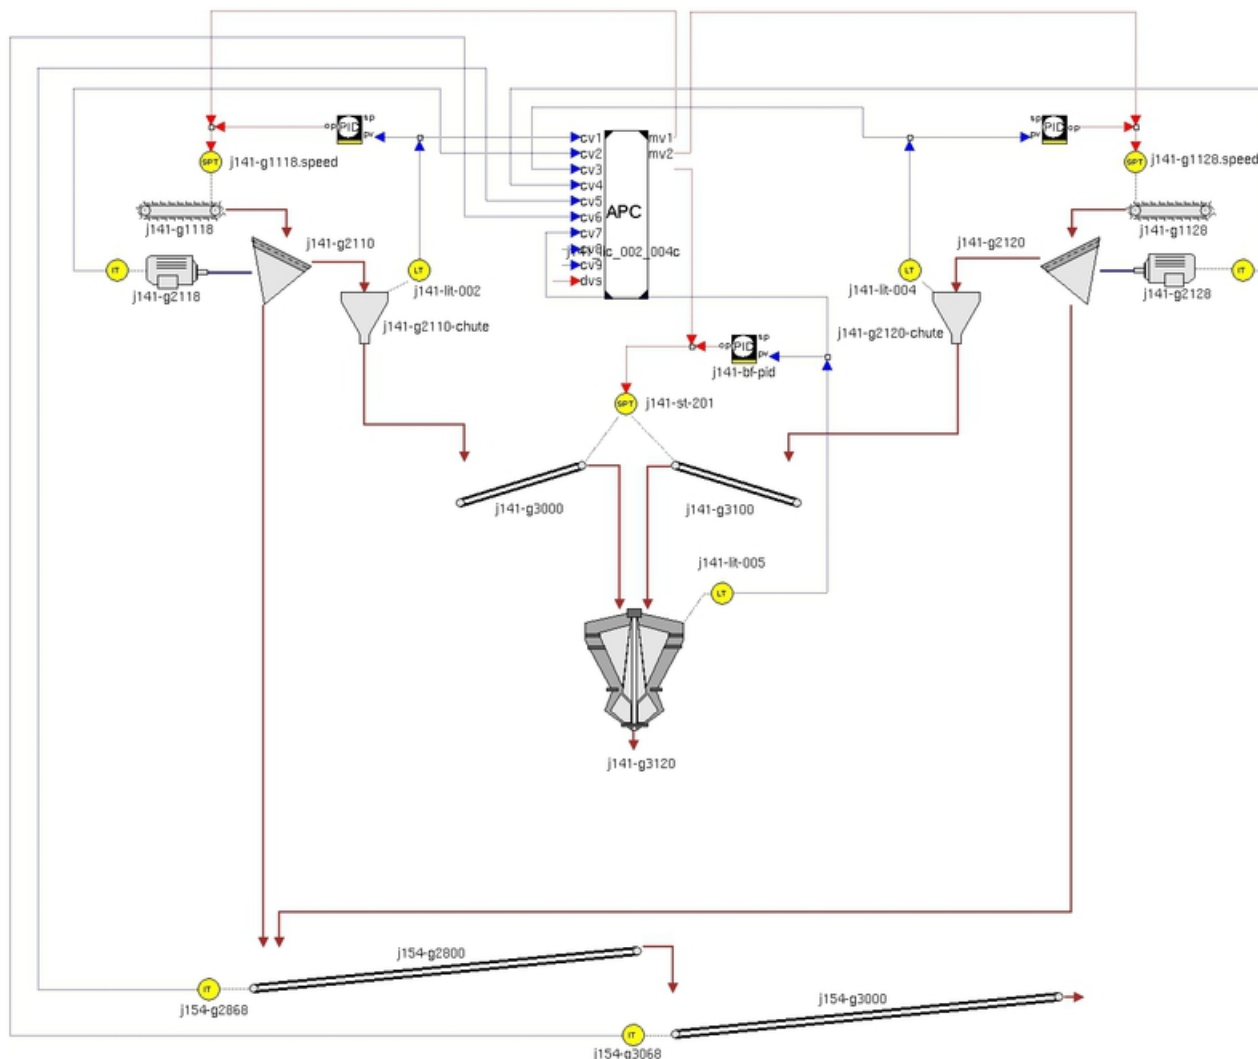 sp
op PID
pv
j141-g1118.speed
SPT
cv1
cv2
cv3
cv4
cv5
cv6
cv7
cv8
cv9
dvs
mv1
mv2
APC
lic_002_004c
sp
PID op
pv
j141-g1128.speed
SPT
j141-g1118
j141-g2110
j141-g2120
j141-g1128
IT
j141-g2118
LT
j141-lit-002
j141-g2110-chute
LT
j141-lit-004
j141-g2120-chute
j141-g2128
IT
sp
op PID
pv
j141-bf-pid
SPT
j141-st-201
j141-g3000
j141-g3100
j141-lit-005
LT
j141-g3120
j154-g2800
IT
j154-g2868
j154-g3000
IT
j154-g3068